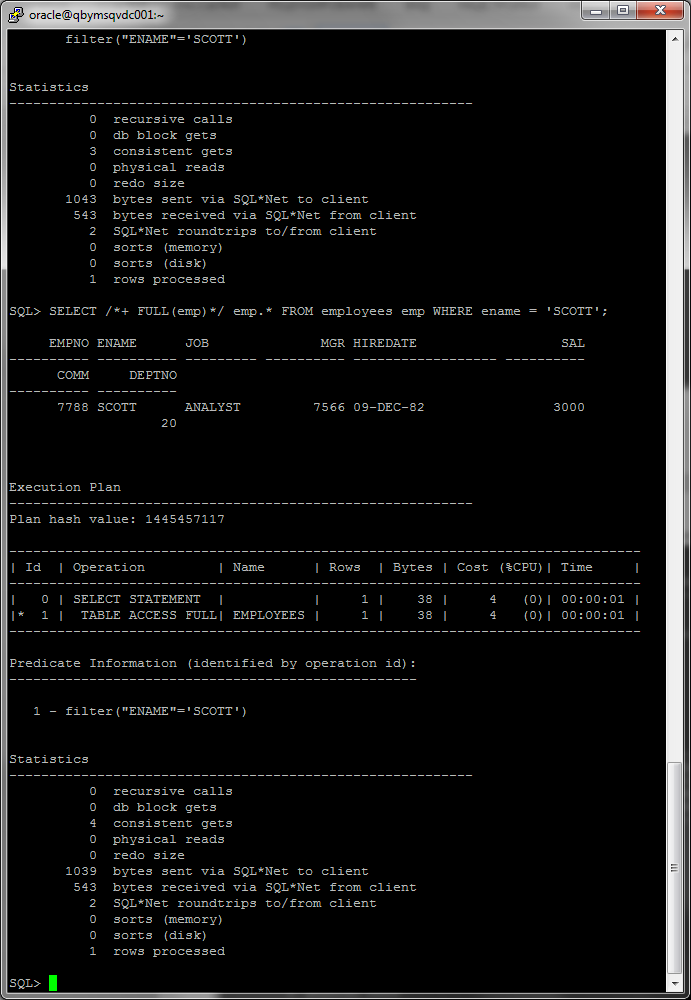 oracle@qbymsqvdc001:~
       filter("ENAME"='SCOTT')
Statistics
----------------------------------------------------------
          0  recursive calls
          0  db block gets
          3  consistent gets
          0  physical reads
          0  redo size
       1043  bytes sent via SQL*Net to client
        543  bytes received via SQL*Net from client
          2  SQL*Net roundtrips to/from client
          0  sorts (memory)
          0  sorts (disk)
          1  rows processed
SQL> SELECT /*+ FULL(emp)*/ emp.* FROM employees emp WHERE ename = 'SCOTT';
     EMPNO ENAME      JOB              MGR HIREDATE                  SAL
---------- ---------- --------- ---------- ------------------ ----------
      COMM     DEPTNO
---------- ----------
      7788 SCOTT      ANALYST         7566 09-DEC-82                3000
                   20
Execution Plan
----------------------------------------------------------
Plan hash value: 1445457117
-------------------------------------------------------------------------------
| Id  | Operation         | Name      | Rows  | Bytes | Cost (%CPU)| Time     |
-------------------------------------------------------------------------------
|   0 | SELECT STATEMENT  |           |     1 |    38 |     4   (0)| 00:00:01 |
|*  1 |  TABLE ACCESS FULL| EMPLOYEES |     1 |    38 |     4   (0)| 00:00:01 |
-------------------------------------------------------------------------------
Predicate Information (identified by operation id):
---------------------------------------------------
   1 - filter("ENAME"='SCOTT')
Statistics
----------------------------------------------------------
          0  recursive calls
          0  db block gets
          4  consistent gets
          0  physical reads
          0  redo size
       1039  bytes sent via SQL*Net to client
        543  bytes received via SQL*Net from client
          2  SQL*Net roundtrips to/from client
          0  sorts (memory)
          0  sorts (disk)
          1  rows processed
SQL>